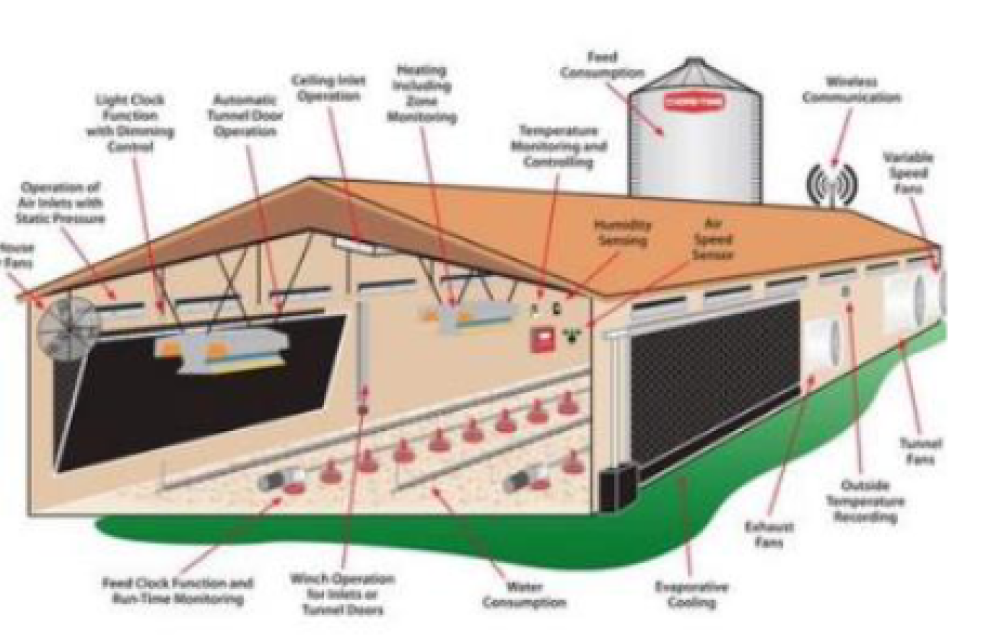 Feed
Consumption
Heating
Including
Zone
Monitoring
Ceiling Inlet
Operation
Wireless
Communication
Light Clock
Function
with Dimming
Control
Automatic
Tunnel Door
Operation
Temperature
Monitoring and
Controlling
Variable
Speed
Fans
Operation of
Air Inlets with
Static Pressure
House
Fans
Humidity
Sensing
Air
Speed
Sensor
Tunnel
Fans
Outside
Temperature
Recording
Exhaust
Fans
Feed Clock Function and
Run-Time Monitoring
Winch Operation
for Inlets or
Tunnel Doors
Water
Consumption
Evaporative
Cooling